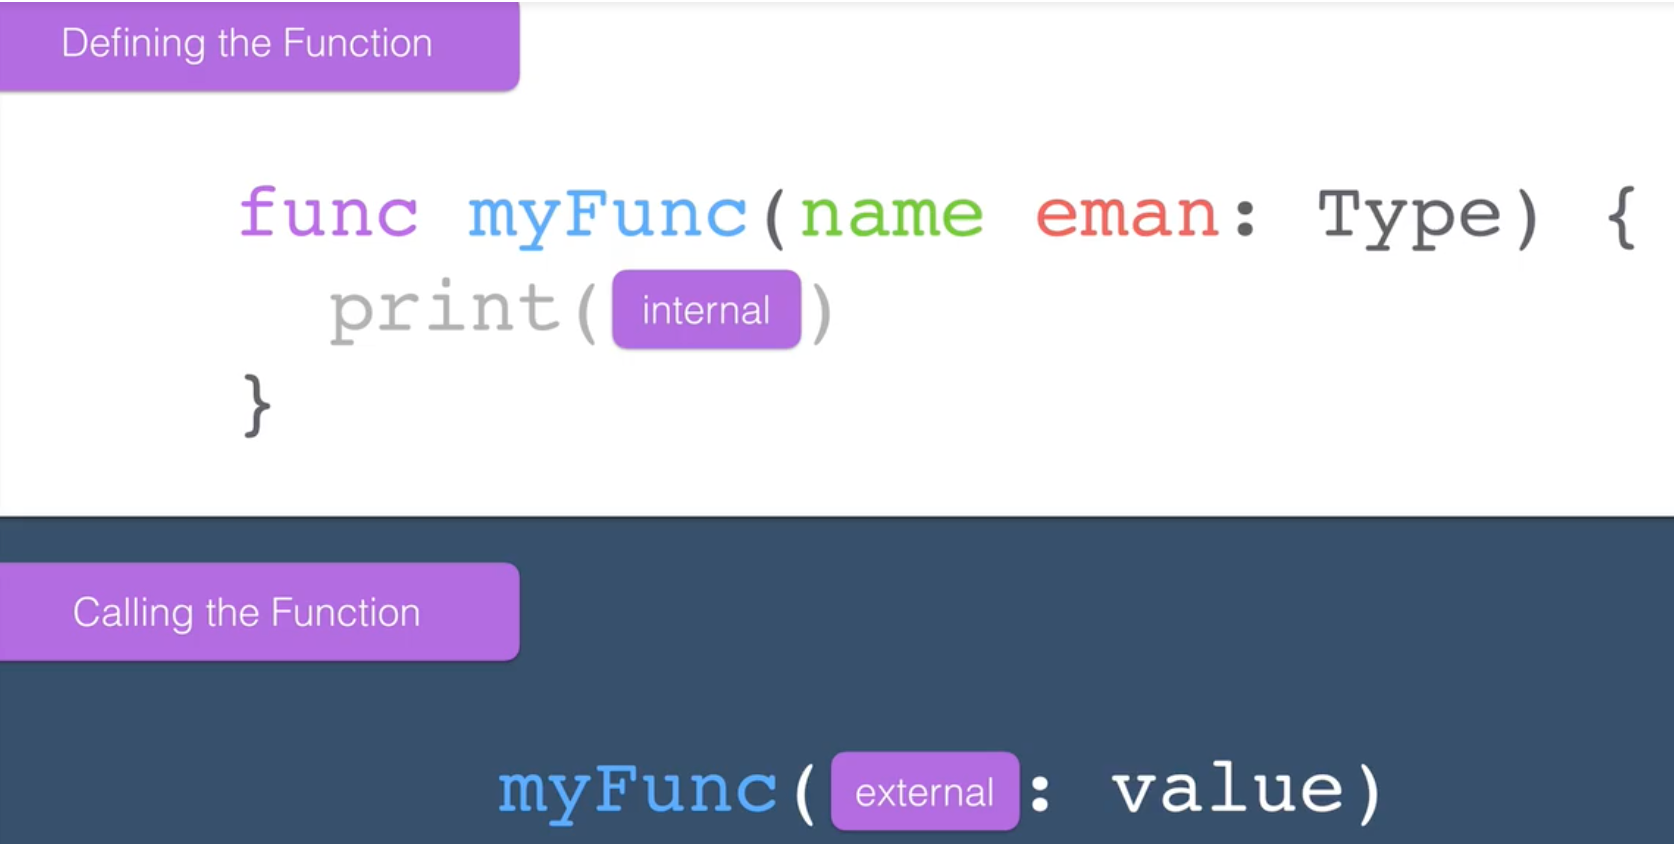 Defining the Function
func myFunc(name eman: Type) {
print(internal)
}
Calling the Function
myFunc(external: value)